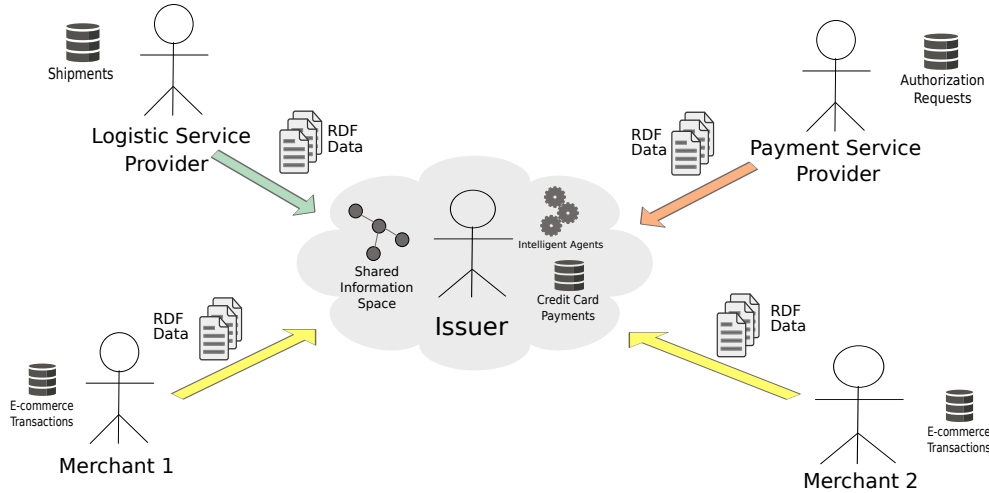 Shipments
Logistic Service
Provider
RDF
Data
Authorization
Requests
Payment Service
Provider
RDF
Data
Shared
Information
Space
Intelligent Agents
Credit Card
Payments
Issuer
RDF
Data
E-commerce
Transactions
Merchant 1
RDF
Data
E-commerce
Transactions
Merchant 2